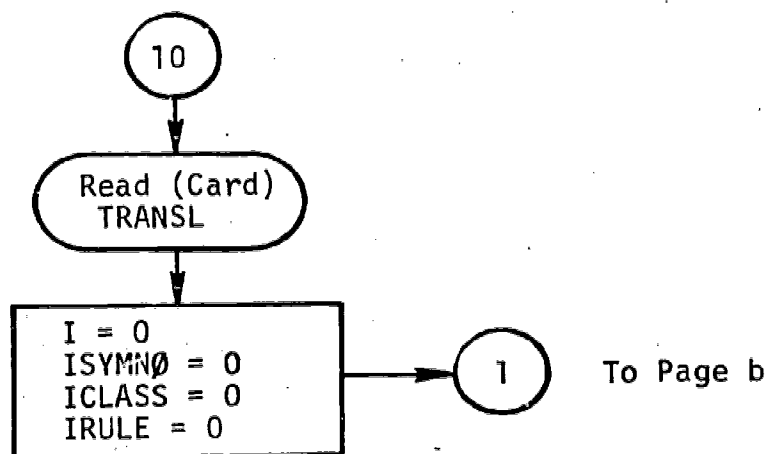 10
Read (Card)
TRANSL
I = 0
ISYMNØ = 0
ICLASS = 0
IRULE = 0
1
To Page b